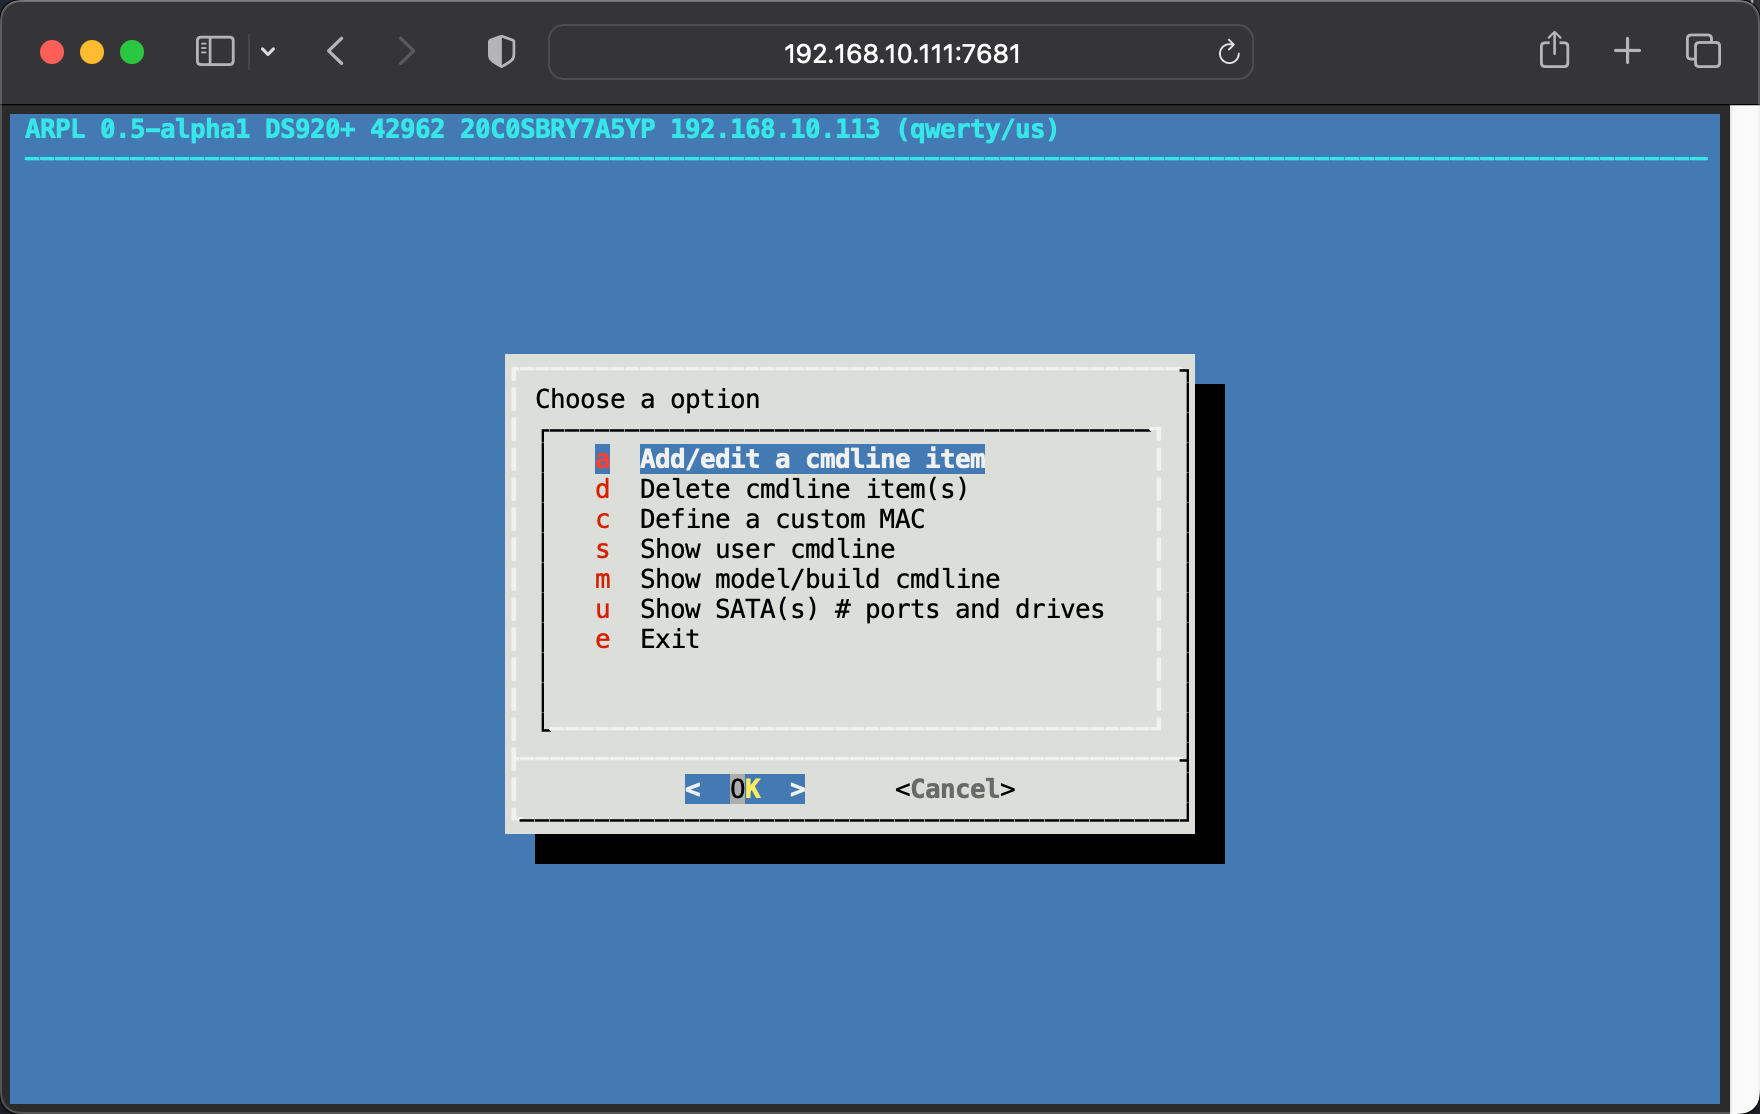 192.168.10.111:7681
ARPL 0.5-alpha1 DS920+ 42962 20C0SBRY7A5YP 192.168.10.113 (qwerty/us)
Choose a option
a Add/edit a cmdline item
d Delete cmdline item(s)
c Define a custom MAC
s Show user cmdline
m Show model/build cmdline
u Show SATA(s) # ports and drives
e Exit
< OK > <Cancel>